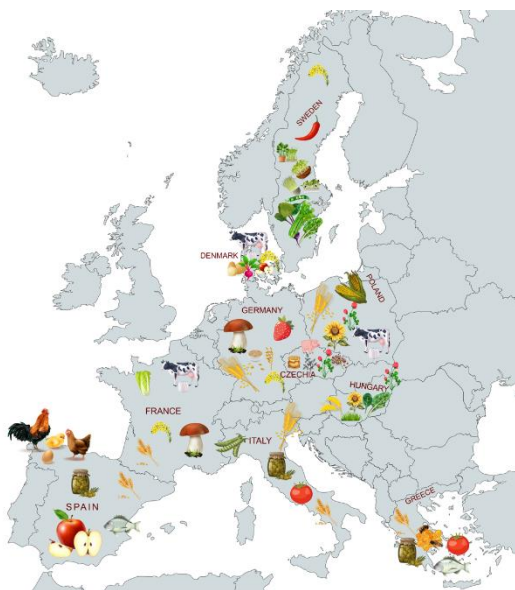 SWEDEN
DENMARK
POLAND
GERMANY
CZECHIA
HUNGARY
FRANCE
ITALY
SPAIN
GREECE